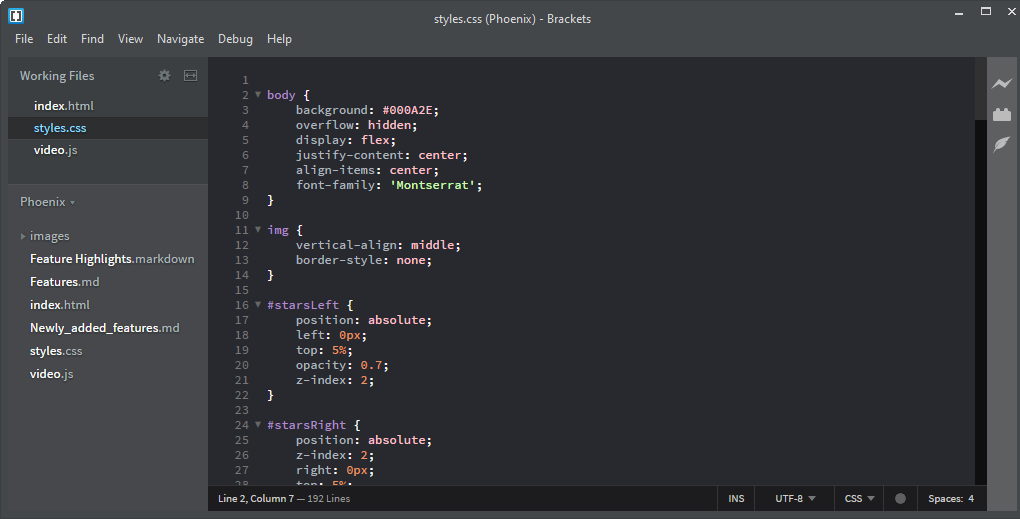 styles.css (Phoenix) - Brackets
File Edit Find View Navigate Debug Help
Working Files
index.html
styles.css
video.js
Phoenix
images
Feature Highlights.markdown
Features.md
index.html
Newly_added_features.md
styles.css
video.js
1
2 body {
3 background: #000A2E;
4 overflow: hidden;
5 display: flex;
6 justify-content: center;
7 align-items: center;
8 font-family: 'Montserrat';
9 }
10
11 img {
12 vertical-align: middle;
13 border-style: none;
14 }
15
16 #starsLeft {
17 position: absolute;
18 left: 0px;
19 top: 5%;
20 opacity: 0.7;
21 z-index: 2;
22 }
23
24 #starsRight {
25 position: absolute;
26 z-index: 2;
27 right: 0px;
28 top: 5%;
Line 2, Column 7 — 192 Lines
INS UTF-8 CSS Spaces: 4